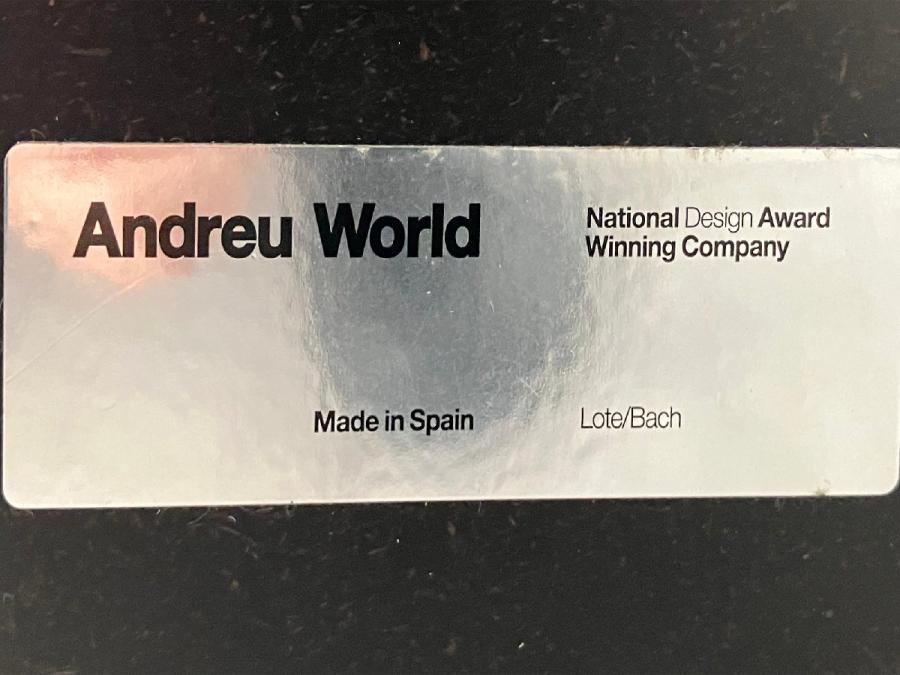 Andreu World
National Design Award
Winning Company
Made in Spain
Lote/Bach